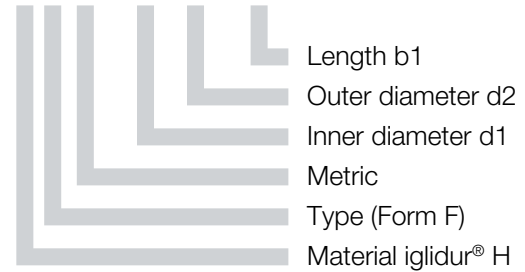 Length b1
Outer diameter d2
Inner diameter d1
Metric
Type (Form F)
Material iglidur® H